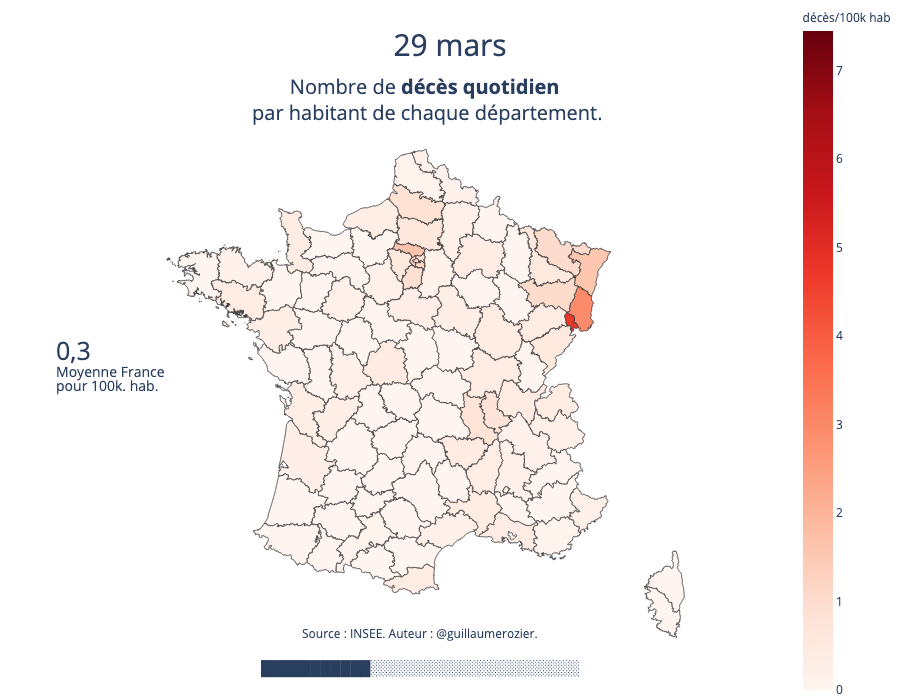 décès/100k hab
29 mars
Nombre de décès quotidien
par habitant de chaque département.
7
6
5
4
3
2
1
0
0,3
Moyenne France
pour 100k. hab.
Source : INSEE. Auteur : @guillaumerozier.